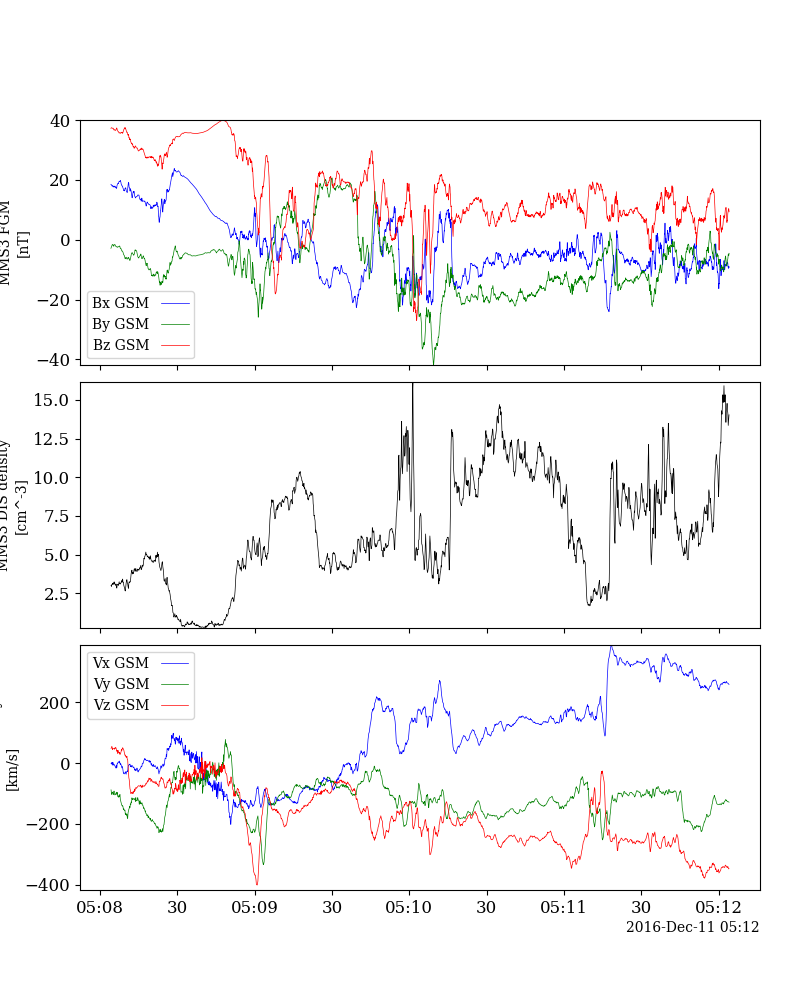 40
20
0
−20
−40
MMS3 FGM
[nT]
Bx GSM
By GSM
Bz GSM
15.0
12.5
10.0
7.5
5.0
2.5
MMS3 DIS density
[cm^-3]
Vx GSM
Vy GSM
Vz GSM
200
0
−200
−400
[km/s]
05:08
30
05:09
30
05:10
30
05:11
30
05:12
2016-Dec-11 05:12